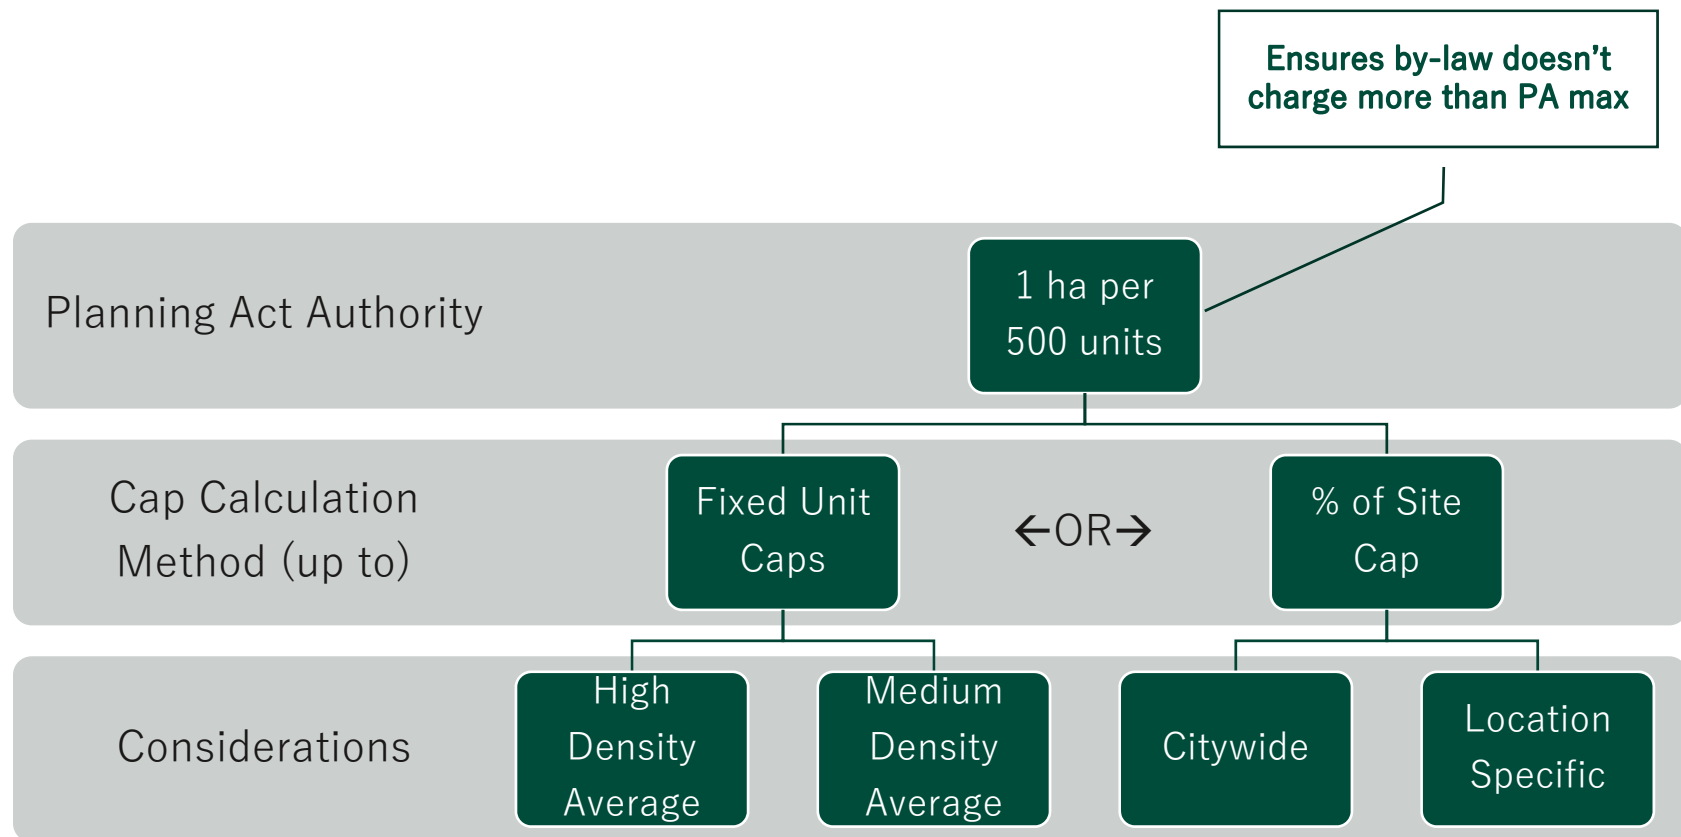 Ensures by-law doesn’t
charge more than PA max
Planning Act Authority
1 ha per
500 units
Cap Calculation
Method (up to)
Fixed Unit
Caps
←OR→
% of Site
Cap
Considerations
High
Density
Average
Medium
Density
Average
Citywide
Location
Specific